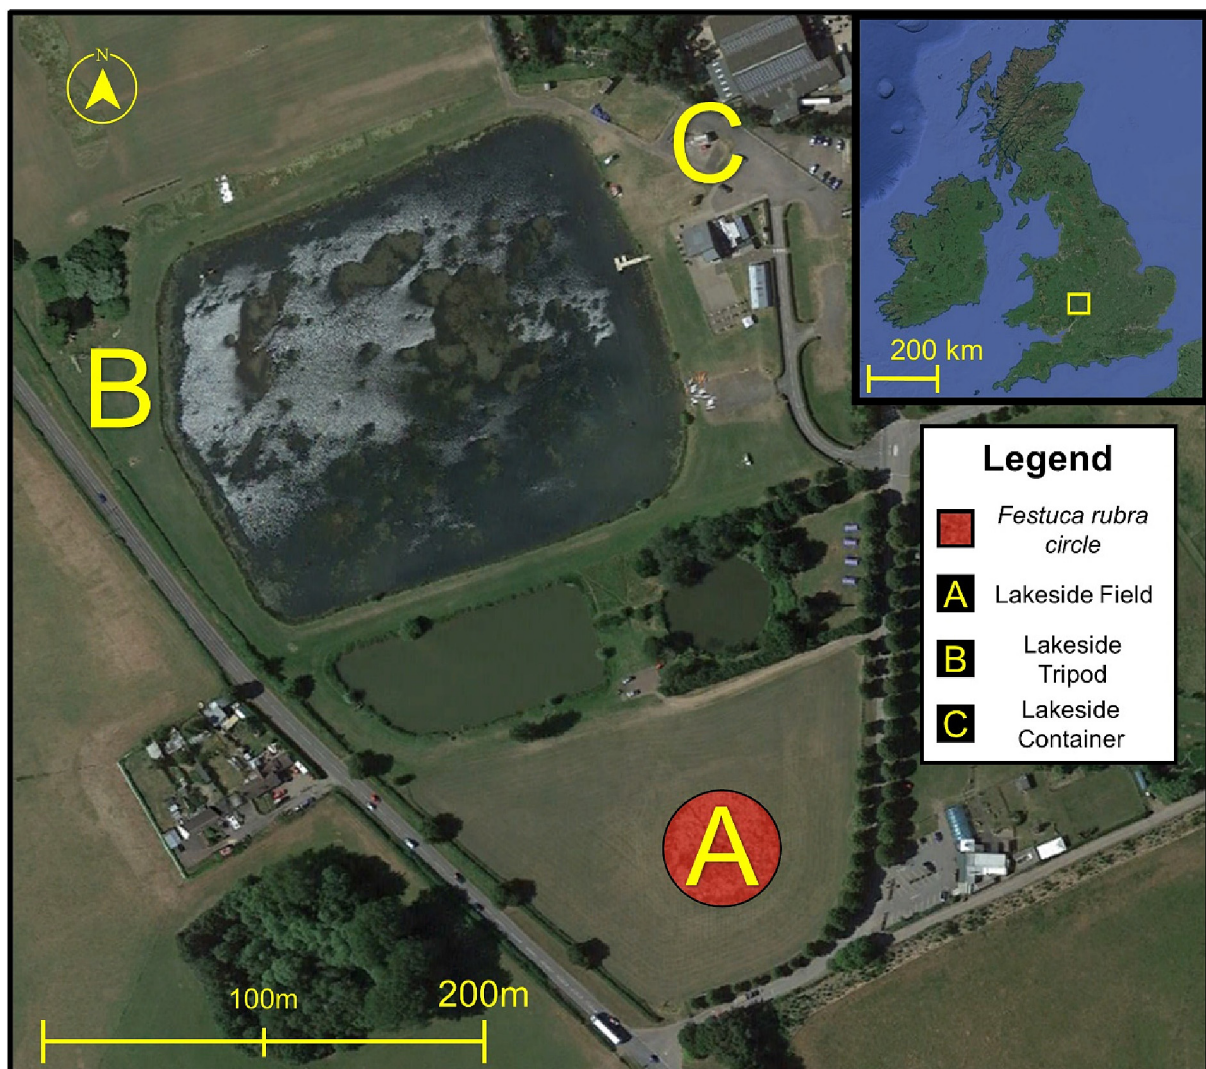 N
C
B
200 km
Legend
Festuca rubra
circle
A
Lakeside Field
B
Lakeside
Tripod
C
Lakeside
Container
A
100m
200m